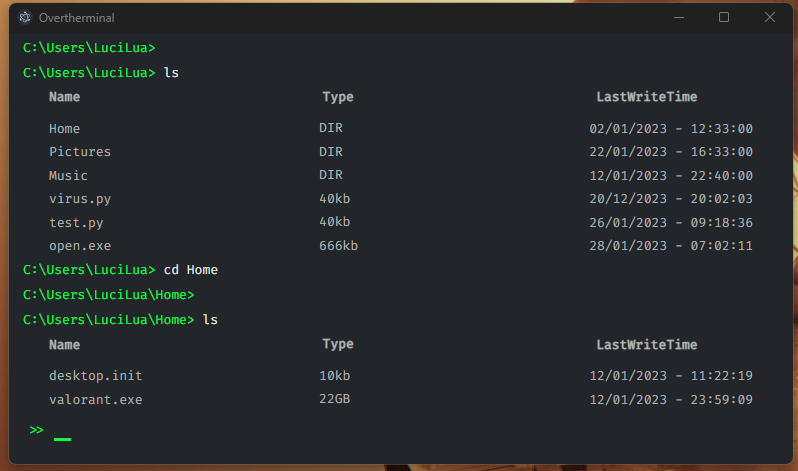 Overtherminal
C:\Users\LuciLua>
C:\Users\LuciLua> ls
Name Type LastWriteTime
Home DIR 02/01/2023 - 12:33:00
Pictures DIR 22/01/2023 - 16:33:00
Music DIR 12/01/2023 - 22:40:00
virus.py 40kb 20/12/2023 - 20:02:03
test.py 40kb 26/01/2023 - 09:18:36
open.exe 666kb 28/01/2023 - 07:02:11
C:\Users\LuciLua> cd Home
C:\Users\LuciLua\Home>
C:\Users\LuciLua\Home> ls
Name Type LastWriteTime
desktop.init 10kb 12/01/2023 - 11:22:19
valorant.exe 22GB 12/01/2023 - 23:59:09
>> _